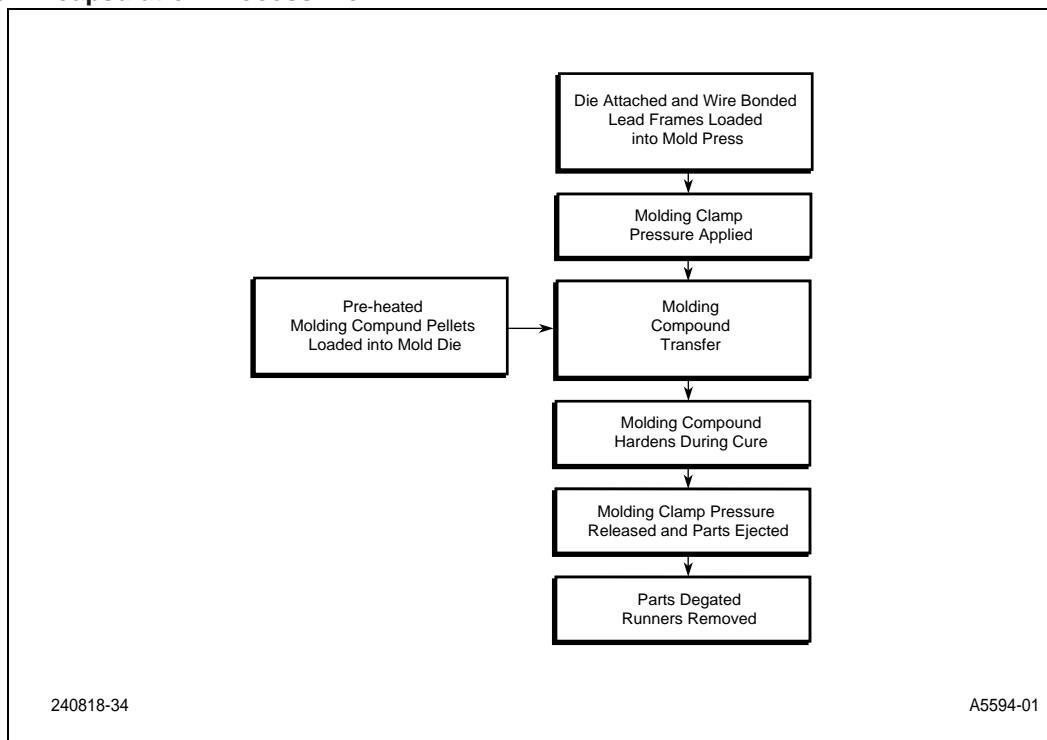 Die Attached and Wire Bonded
Lead Frames Loaded
into Mold Press
Molding Clamp
Pressure Applied
Pre-heated
Molding Compund Pellets
Loaded into Mold Die
Molding
Compound
Transfer
Molding Compound
Hardens During Cure
Molding Clamp Pressure
Released and Parts Ejected
Parts Degated
Runners Removed
240818-34
A5594-01